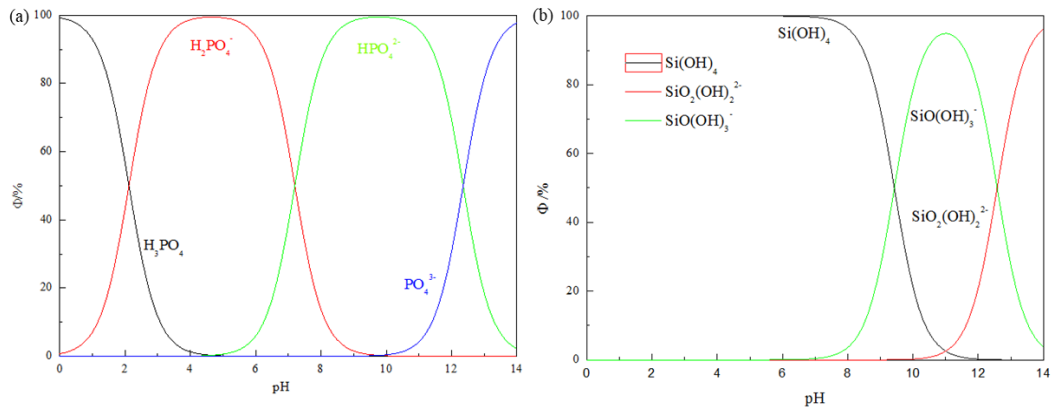 (a)
100
80
60
40
20
0
Φ/%
H₂PO₄⁻
HPO₄²⁻
H₃PO₄
PO₄³⁻
0 2 4 6 8 10 12 14
pH
(b)
100
80
60
40
20
0
Φ /%
Si(OH)₄
Si(OH)₄
SiO₂(OH)₂²⁻
SiO(OH)₃⁻
SiO(OH)₃⁻
SiO₂(OH)₂²⁻
0 2 4 6 8 10 12 14
pH